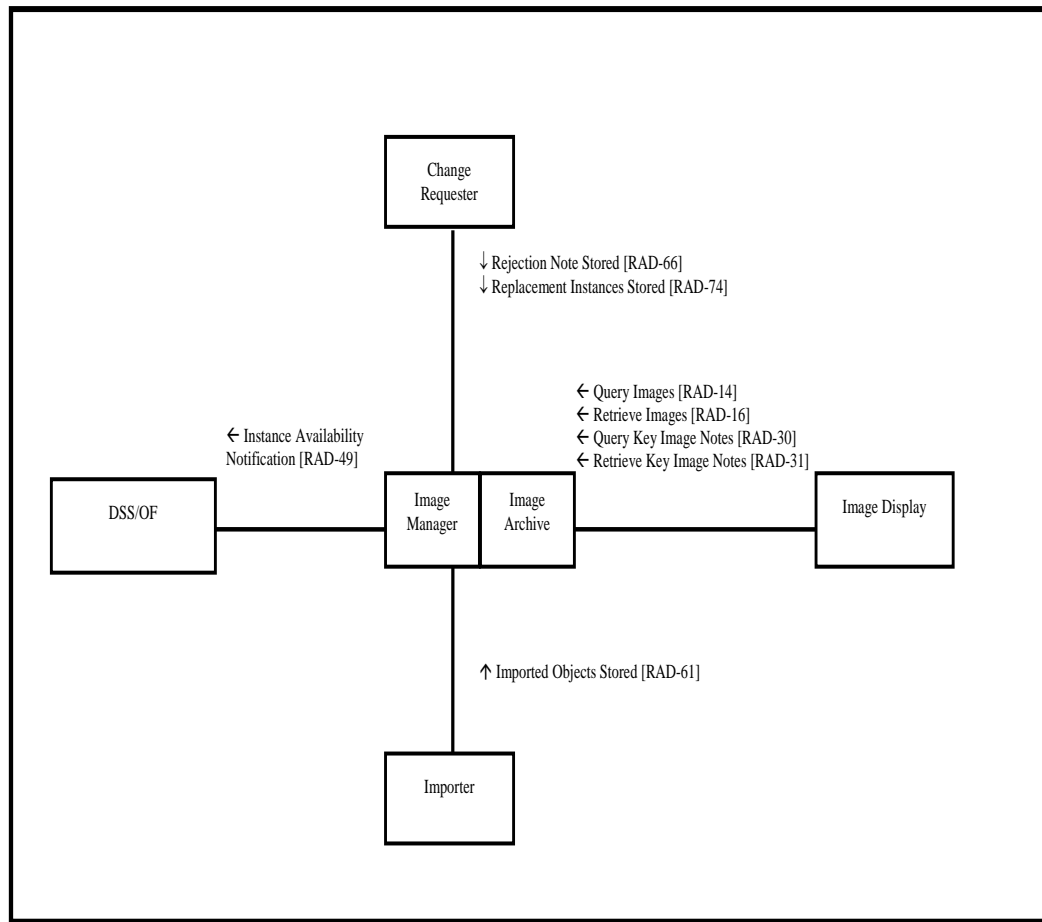 Change
Requester
↓ Rejection Note Stored [RAD-66]
↓ Replacement Instances Stored [RAD-74]
← Query Images [RAD-14]
← Retrieve Images [RAD-16]
← Query Key Image Notes [RAD-30]
← Retrieve Key Image Notes [RAD-31]
← Instance Availability
Notification [RAD-49]
DSS/OF
Image
Manager
Image
Archive
Image Display
↑ Imported Objects Stored [RAD-61]
Importer